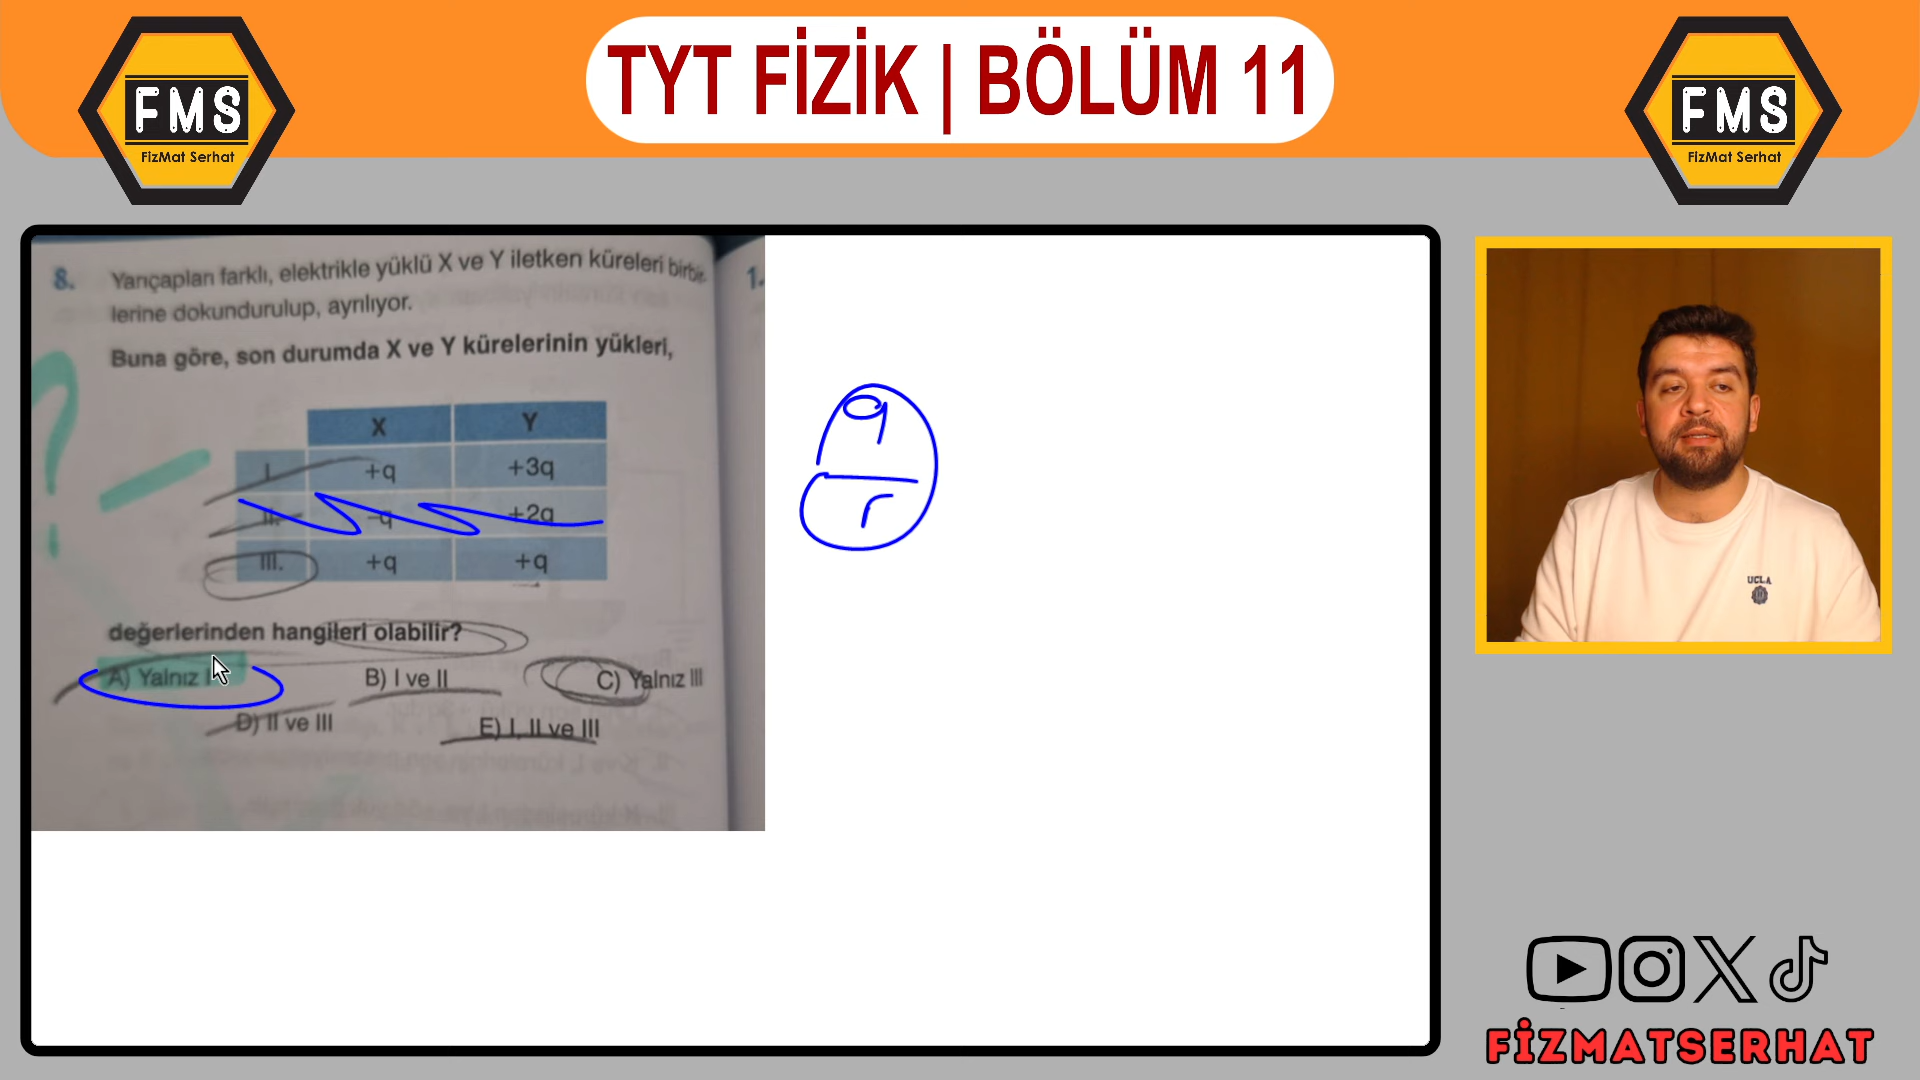 TYT FİZİK | BÖLÜM 11
FMS
FizMat Serhat
FMS
FizMat Serhat
8. Yarıçapları farklı, elektrikle yüklü X ve Y iletken küreleri birbir-
lerine dokundurulup, ayrılıyor.
Buna göre, son durumda X ve Y kürelerinin yükleri,
X Y
I. +q +3q
II. -q +2q
III. +q +q
değerlerinden hangileri olabilir?
A) Yalnız I B) I ve II C) Yalnız III
D) II ve III E) I, II ve III
1.
q
r
UCLA
FİZMATSERHAT